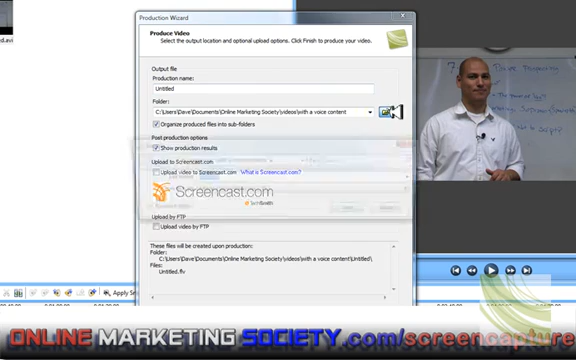 Production Wizard
Produce Video
Select the output location and optional upload options. Click Finish to produce your video.
Output file
Production name:
Untitled
Folder:
C:\Users\Dave\Documents\Online Marketing Society\videos\with a voice content
Organize produced files into sub-folders
Post production options
Show production results
Upload to Screencast.com
Upload video to Screencast.com What is Screencast.com?
Screencast.com
TechSmith
Upload by FTP
Upload video by FTP
These files will be created upon production:
Folder:
C:\Users\Dave\Documents\Online Marketing Society\videos\with a voice content\Untitled\
Files:
Untitled.flv
ONLINE MARKETING SOCIETY.com/screencapture